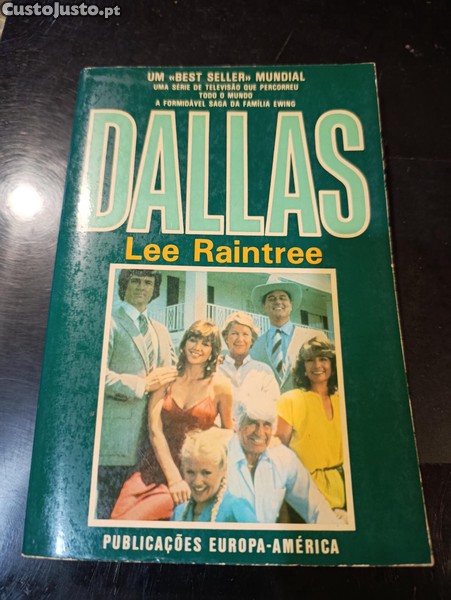 CustoJusto.pt
UM «BEST SELLER» MUNDIAL
UMA SÉRIE DE TELEVISÃO QUE PERCORREU
TODO O MUNDO
A FORMIDÁVEL SAGA DA FAMÍLIA EWING
DALLAS
Lee Raintree
PUBLICAÇÕES EUROPA-AMÉRICA